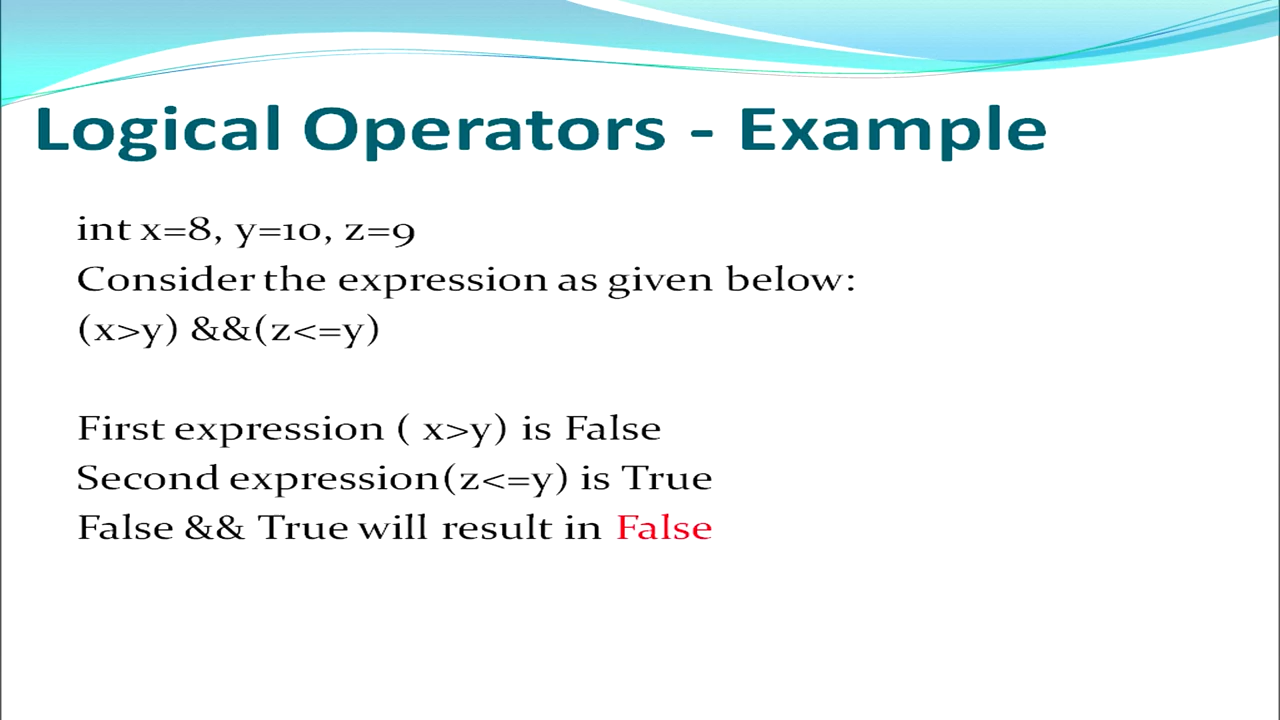 Logical Operators - Example
int x=8, y=10, z=9
Consider the expression as given below:
(x>y) &&(z<=y)
First expression ( x>y) is False
Second expression(z<=y) is True
False && True will result in False